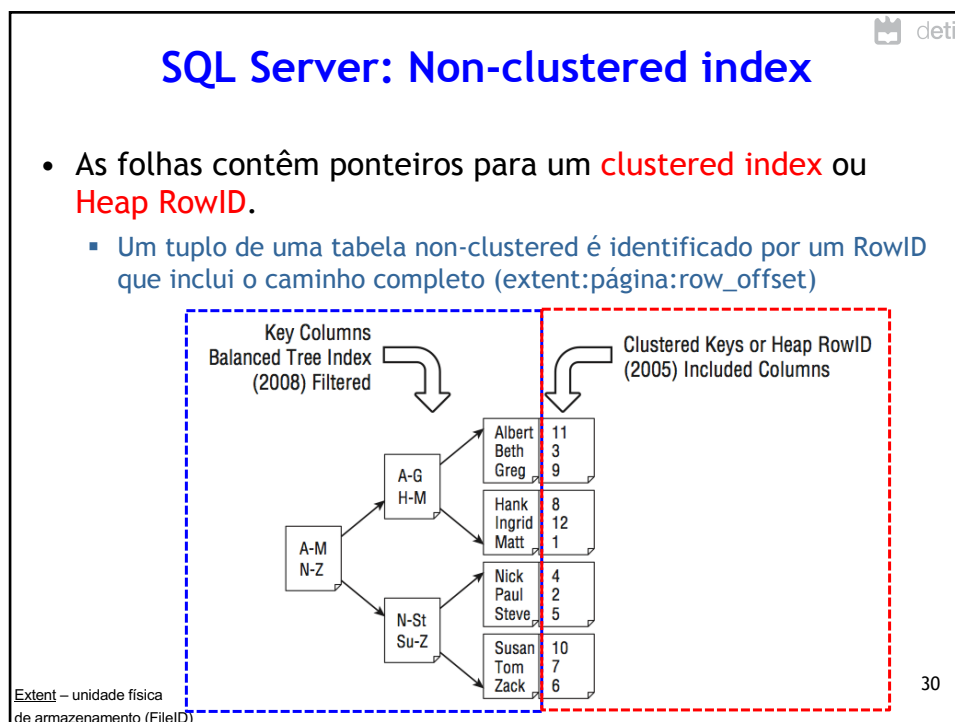 deti
SQL Server: Non-clustered index
• As folhas contêm ponteiros para um clustered index ou
Heap RowID.
▪ Um tuplo de uma tabela non-clustered é identificado por um RowID
que inclui o caminho completo (extent:página:row_offset)
Key Columns
Balanced Tree Index
(2008) Filtered
Clustered Keys or Heap RowID
(2005) Included Columns
A-M
N-Z
A-G
H-M
N-St
Su-Z
Albert 11
Beth 3
Greg 9
Hank 8
Ingrid 12
Matt 1
Nick 4
Paul 2
Steve 5
Susan 10
Tom 7
Zack 6
Extent – unidade física
de armazenamento (FileID)
30